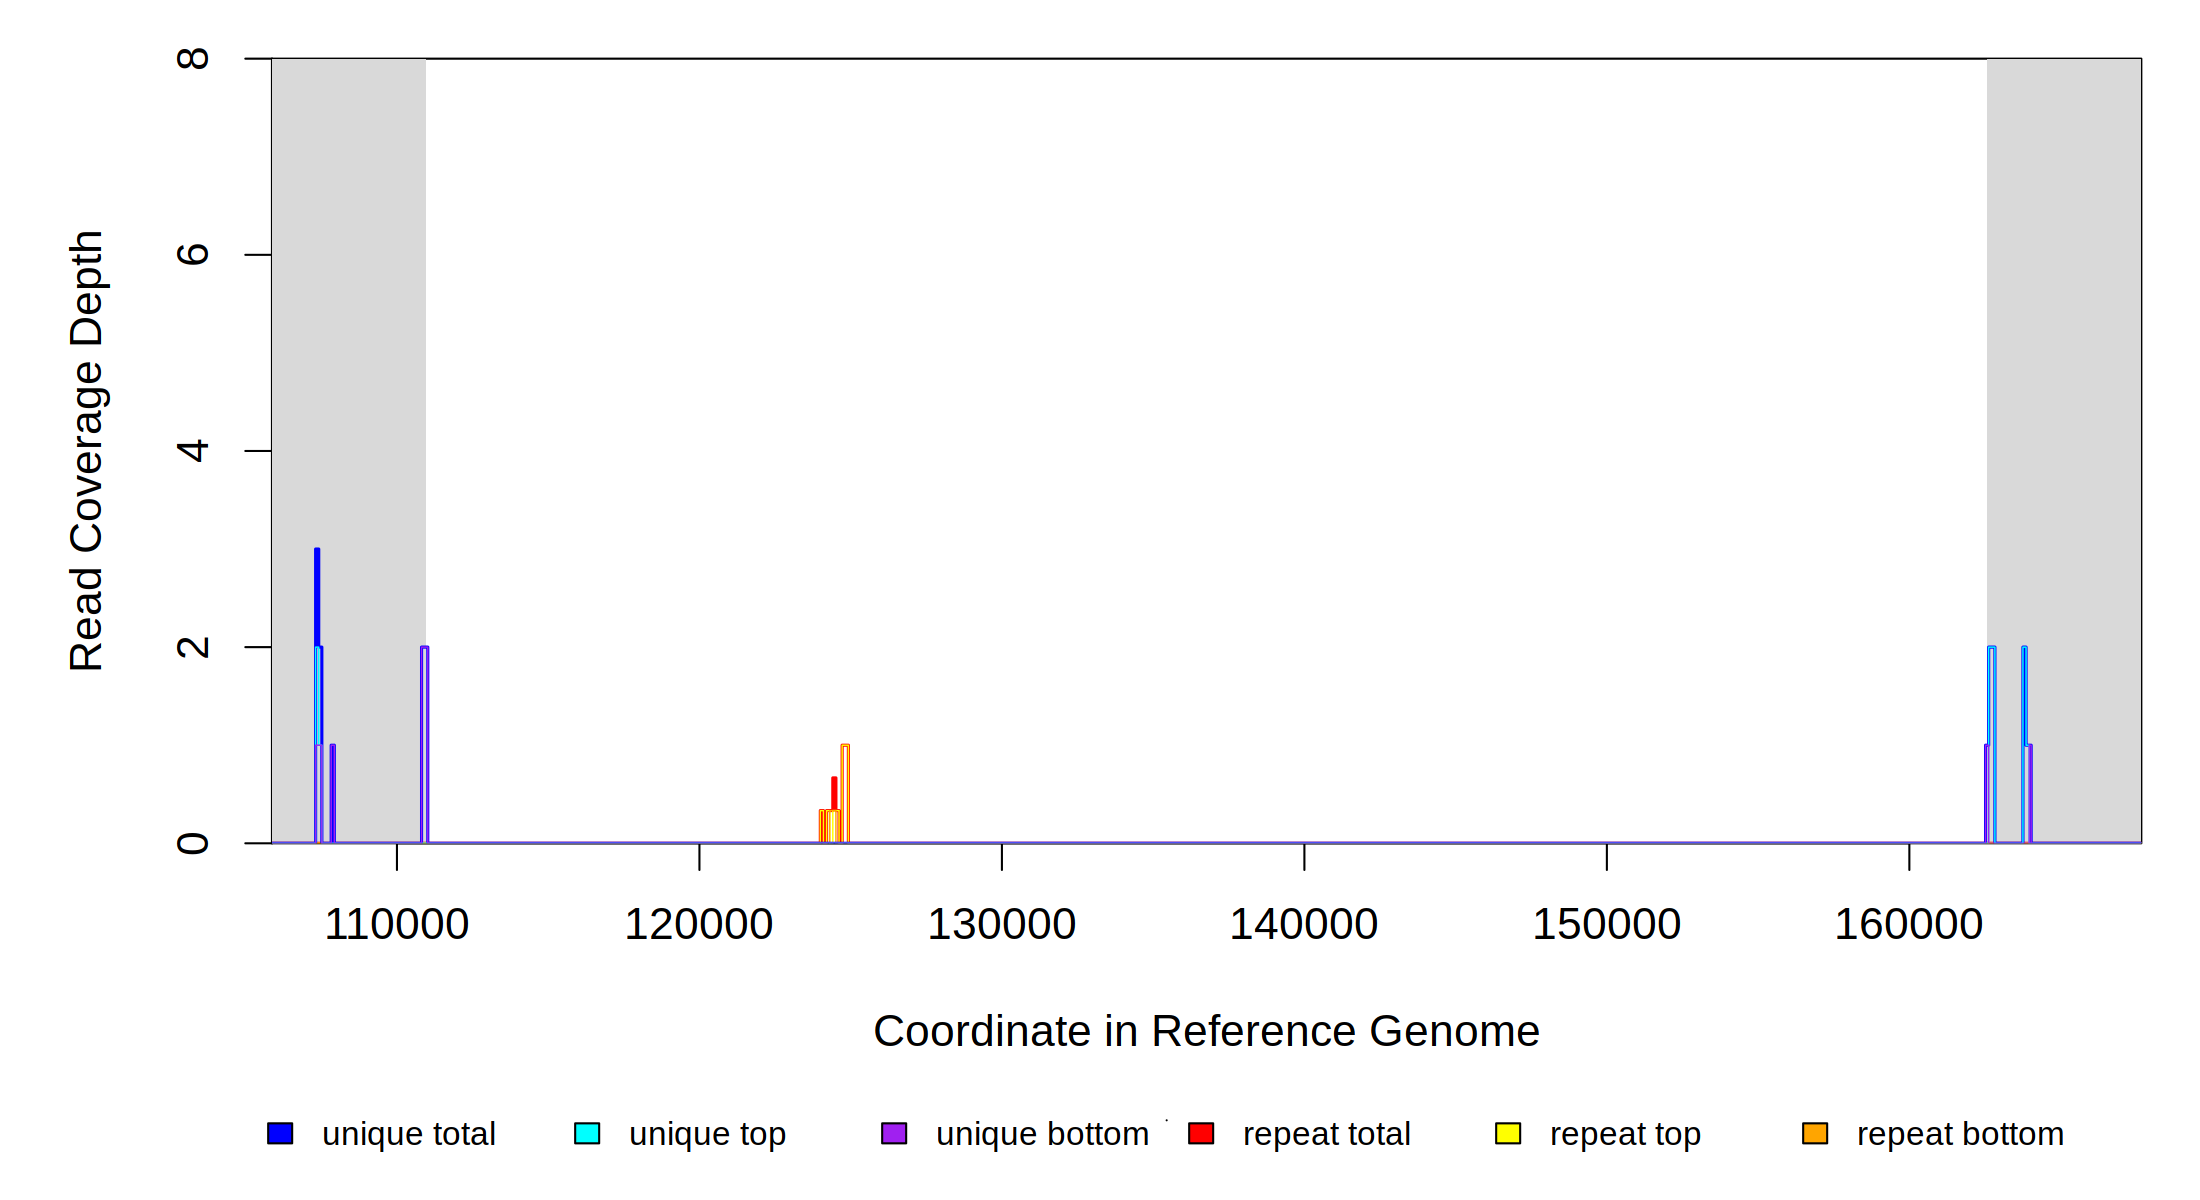 8
6
4
2
0
Read Coverage Depth
110000 120000 130000 140000 150000 160000
Coordinate in Reference Genome
unique total unique top unique bottom repeat total repeat top repeat bottom